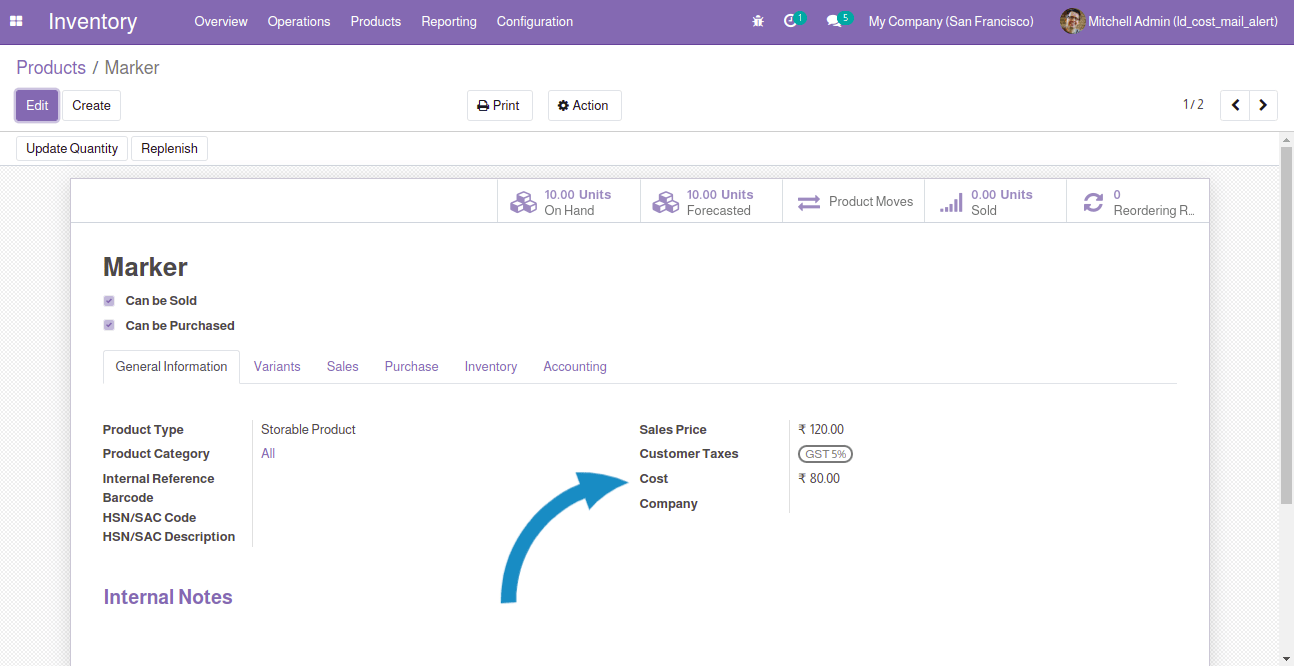 Inventory Overview Operations Products Reporting Configuration 1 5 My Company (San Francisco) Mitchell Admin (ld_cost_mail_alert)
Products / Marker
Edit Create Print Action 1 / 2
Update Quantity Replenish
10.00 Units On Hand
10.00 Units Forecasted
Product Moves
0.00 Units Sold
0 Reordering R...
Marker
Can be Sold
Can be Purchased
General Information Variants Sales Purchase Inventory Accounting
Product Type Storable Product
Product Category All
Internal Reference
Barcode
HSN/SAC Code
HSN/SAC Description
Sales Price ₹ 120.00
Customer Taxes GST 5%
Cost ₹ 80.00
Company
Internal Notes